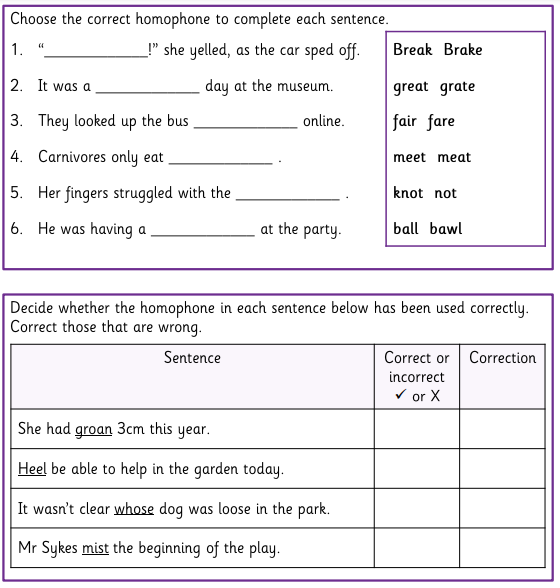 Choose the correct homophone to complete each sentence.
1. “____________!” she yelled, as the car sped off. Break Brake
2. It was a ____________ day at the museum. great grate
3. They looked up the bus ____________ online. fair fare
4. Carnivores only eat ____________ . meet meat
5. Her fingers struggled with the ____________ . knot not
6. He was having a ____________ at the party. ball bawl
Decide whether the homophone in each sentence below has been used correctly.
Correct those that are wrong.
Sentence
Correct or
incorrect
✓ or X
Correction
She had groan 3cm this year.
Heel be able to help in the garden today.
It wasn’t clear whose dog was loose in the park.
Mr Sykes mist the beginning of the play.